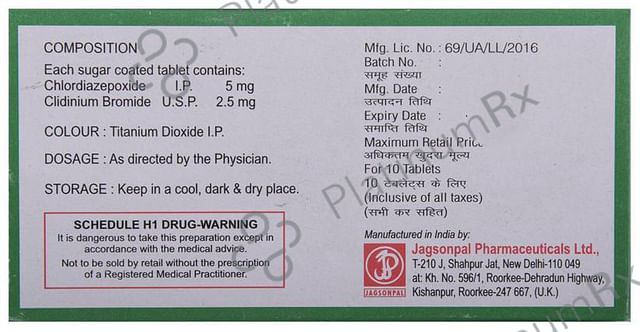 COMPOSITION
Each sugar coated tablet contains:
Chlordiazepoxide I.P. 5 mg
Clidinium Bromide U.S.P. 2.5 mg
COLOUR : Titanium Dioxide I.P.
DOSAGE : As directed by the Physician.
STORAGE : Keep in a cool, dark & dry place.
SCHEDULE H1 DRUG-WARNING
It is dangerous to take this preparation except in
accordance with the medical advice.
Not to be sold by retail without the prescription
of a Registered Medical Practitioner.
Mfg. Lic. No. : 69/UA/LL/2016
Batch No. :
समूह संख्या
Mfg. Date :
उत्पादन तिथि
Expiry Date :
समाप्ति तिथि
Maximum Retail Price
अधिकतम खुदरा मूल्य
For 10 Tablets
10 टेबलेट्स के लिए
(Inclusive of all taxes)
(सभी कर सहित)
Manufactured in India by:
Jagsonpal Pharmaceuticals Ltd.,
T-210 J, Shahpur Jat, New Delhi-110 049
at: Kh. No. 596/1, Roorkee-Dehradun Highway,
Kishanpur, Roorkee-247 667, (U.K.)
JAGSONPAL
PlatinumRx